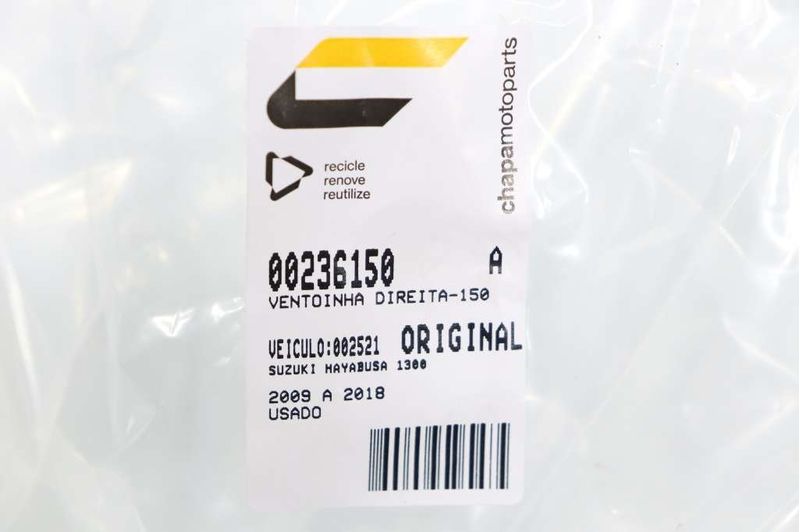 chapamotoparts
recicle
renove
reutilize
00236150 A
VENTOINHA DIREITA-150
VEICULO:002521 ORIGINAL
SUZUKI HAYABUSA 1300
2009 A 2018
USADO